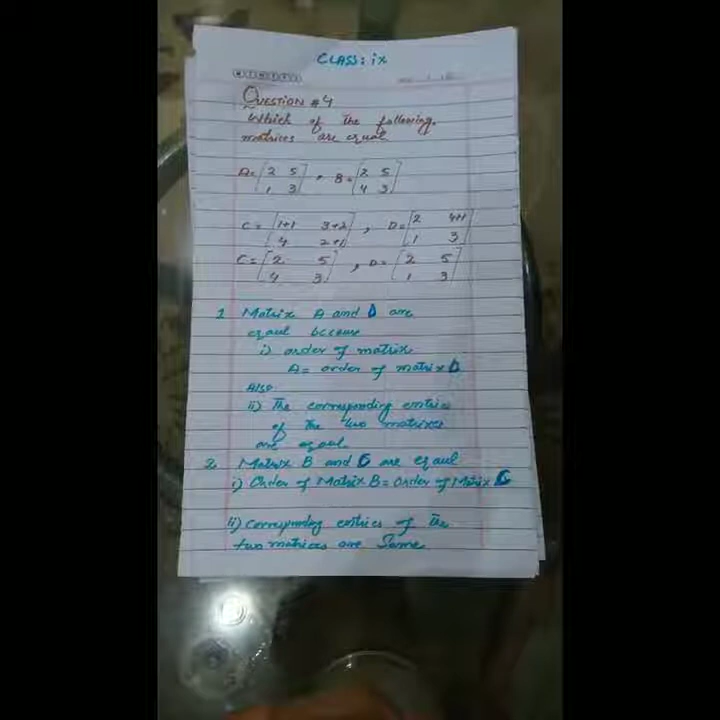 CLASS: ix
QUESTION #4
Which of the following.
matrices are equal
A= [2 5 , B= [2 5
1 3] 4 3]
C= [1+1 3+2] , D= [2 4+1]
4 2+1 1 3
C= [2 5] , D= [2 5]
4 3 1 3
1 Matrix A and D are
eqaul because
i) order of matrix
A= order of matrix D
Also
ii) The corresponding entries
of the two matrixes
are eqaul
2 Matrix B and C are eqaul
i) Order of Matrix B= Order of Matrix C
ii) corresponding entries of the
two matrices are Same